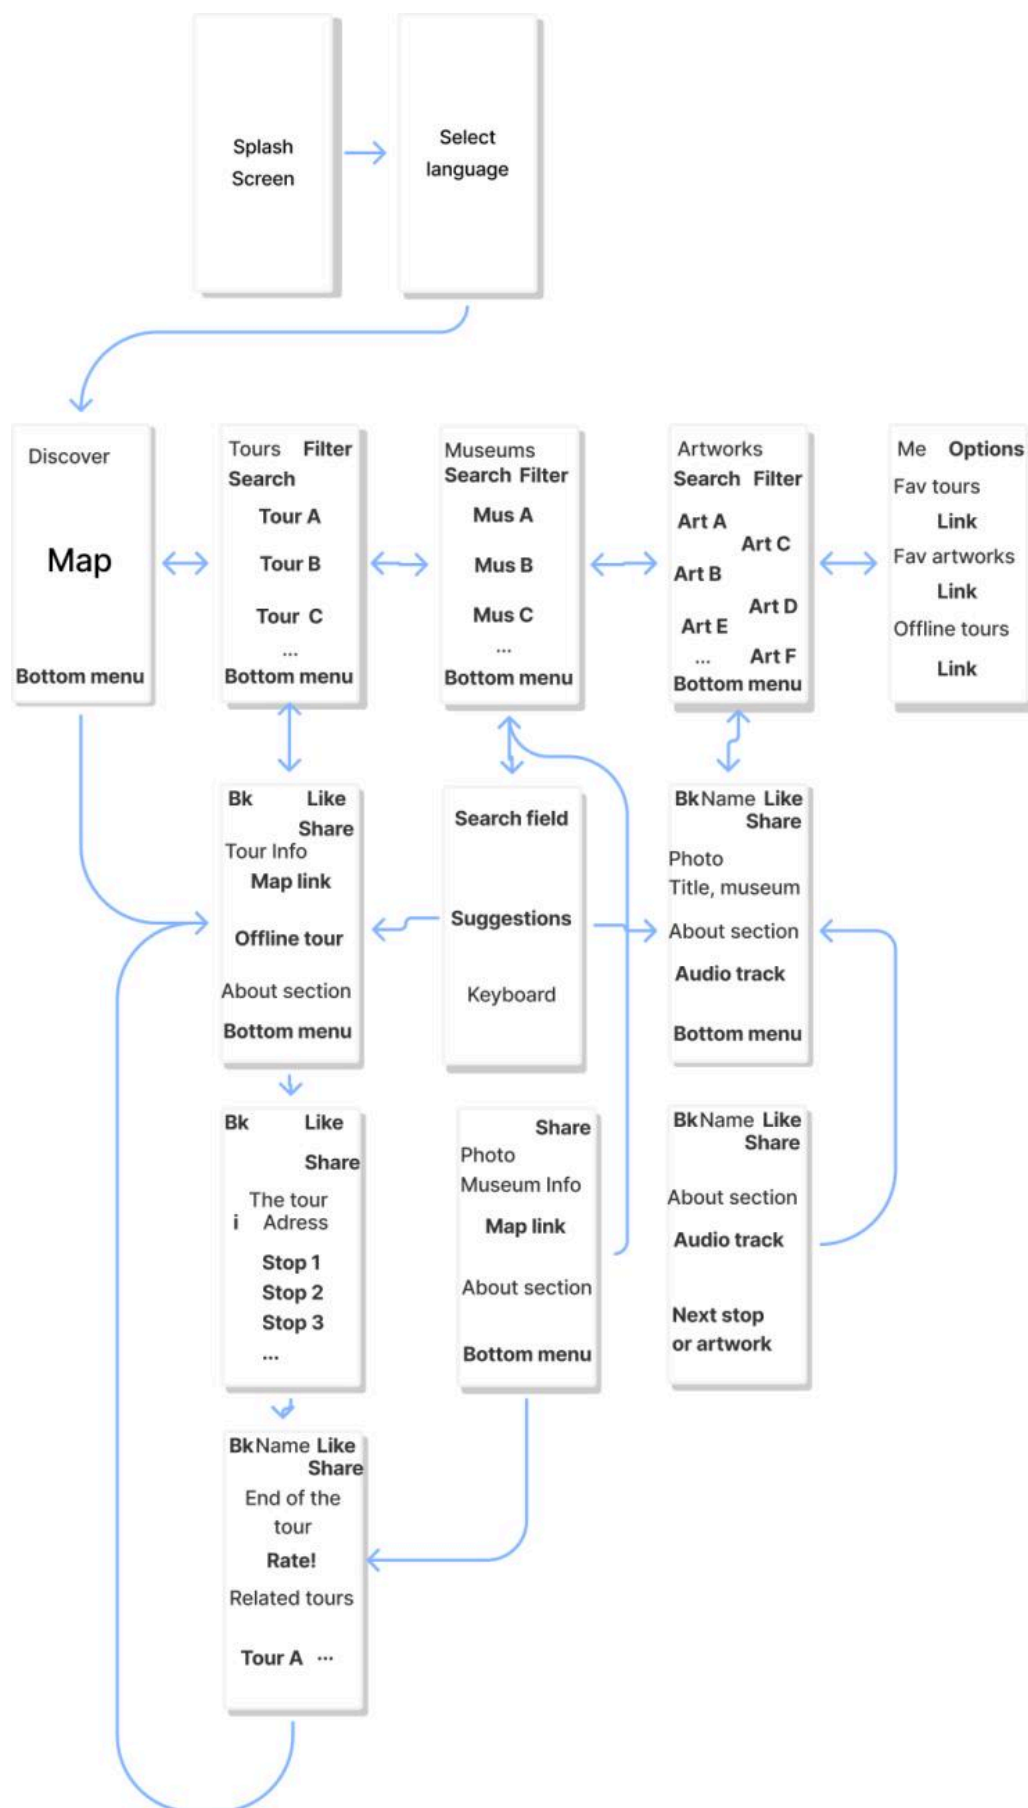 Splash
Screen
Select
language
Discover
Map
Bottom menu
Tours Filter
Search
Tour A
Tour B
Tour C
...
Bottom menu
Museums
Search Filter
Mus A
Mus B
Mus C
...
Bottom menu
Artworks
Search Filter
Art A
Art C
Art B
Art D
Art E
... Art F
Bottom menu
Me Options
Fav tours
Link
Fav artworks
Link
Offline tours
Link
Bk Like
Share
Tour Info
Map link
Offline tour
About section
Bottom menu
Search field
Suggestions
Keyboard
Bk Name Like
Share
Photo
Title, museum
About section
Audio track
Bottom menu
Bk Like
Share
The tour
i Adress
Stop 1
Stop 2
Stop 3
...
Share
Photo
Museum Info
Map link
About section
Bottom menu
Bk Name Like
Share
About section
Audio track
Next stop
or artwork
Bk Name Like
Share
End of the
tour
Rate!
Related tours
Tour A ...